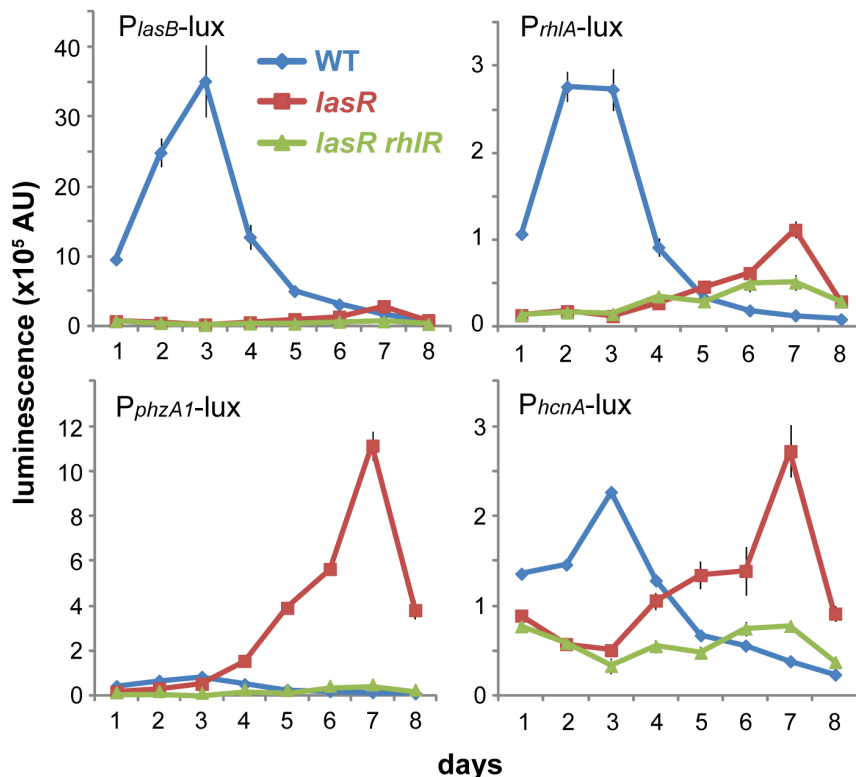 PlasB-lux
40
30
20
10
0
1 2 3 4 5 6 7 8
WT
lasR
lasR rhlR
PrhlA-lux
3
2
1
0
1 2 3 4 5 6 7 8
luminescence (x10⁵ AU)
PphzA1-lux
12
10
8
6
4
2
0
1 2 3 4 5 6 7 8
PhcnA-lux
3
2
1
0
1 2 3 4 5 6 7 8
days